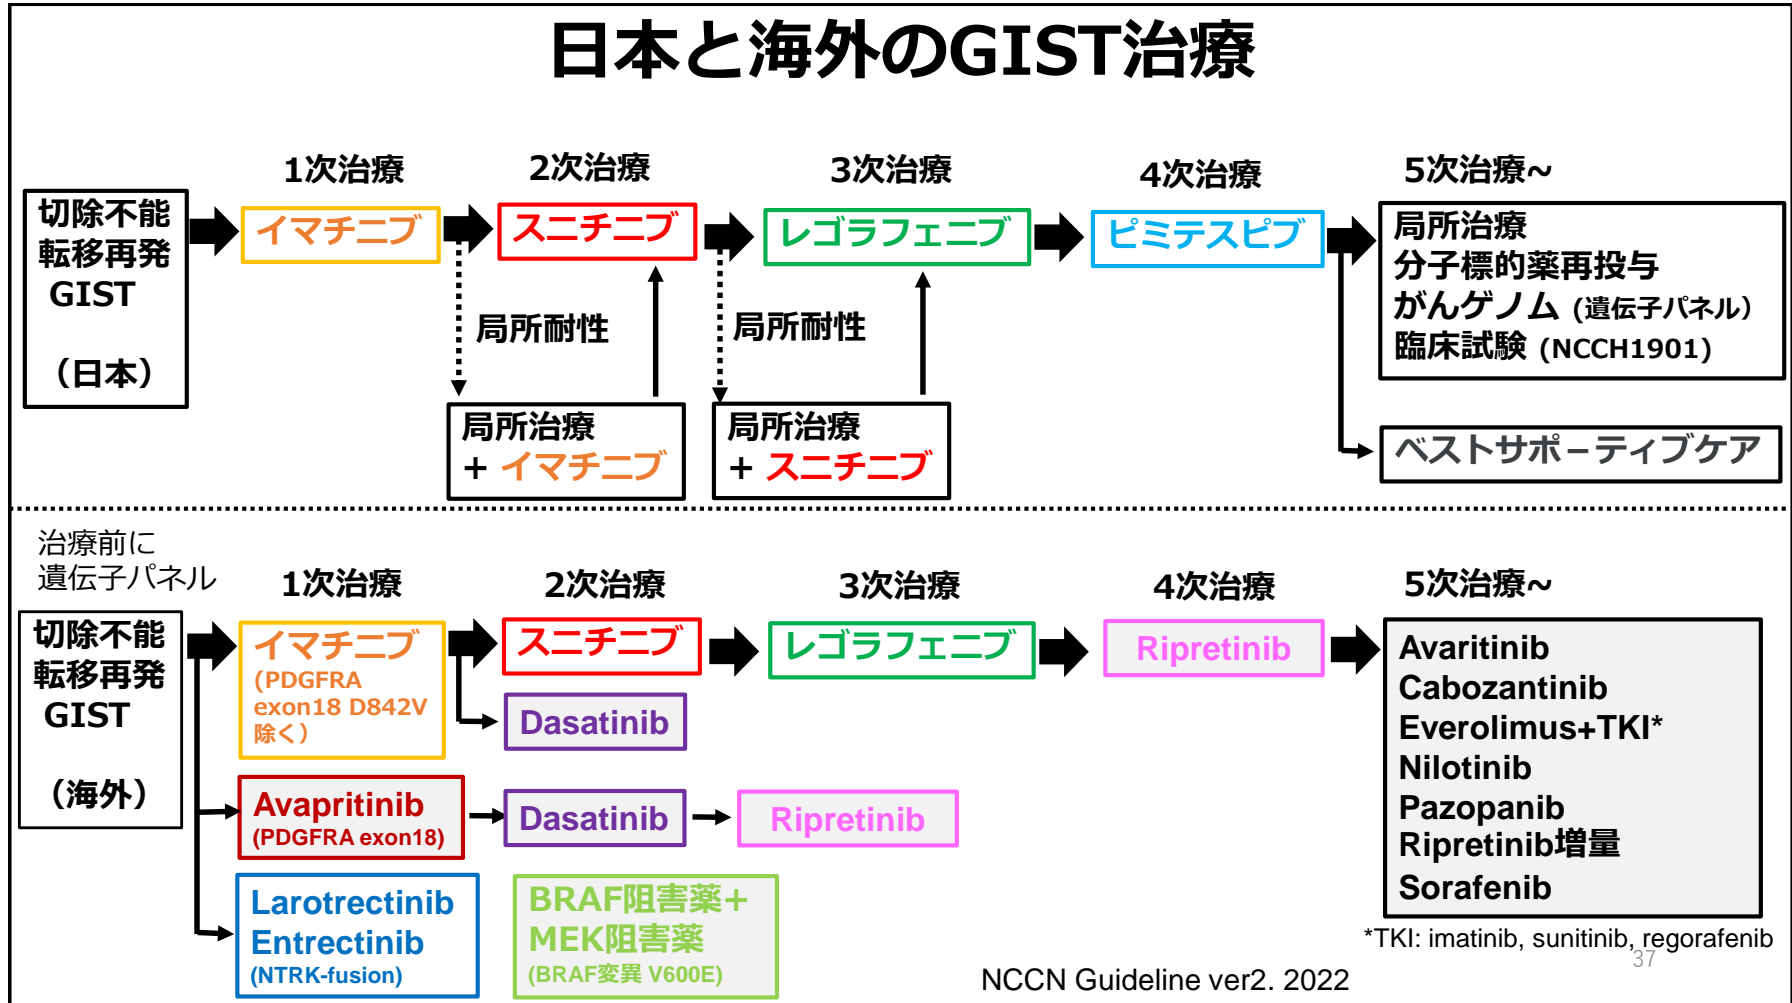 日本と海外のGIST治療
1次治療
2次治療
3次治療
4次治療
5次治療~
切除不能
転移再発
GIST
（日本）
イマチニブ
スニチニブ
レゴラフェニブ
ピミテスピブ
局所治療
分子標的薬再投与
がんゲノム (遺伝子パネル）
臨床試験 (NCCH1901)
局所耐性
局所耐性
局所治療
+ イマチニブ
局所治療
+ スニチニブ
ベストサポ－ティブケア
治療前に
遺伝子パネル
1次治療
2次治療
3次治療
4次治療
5次治療~
切除不能
転移再発
GIST
（海外）
イマチニブ
(PDGFRA
exon18 D842V
除く）
スニチニブ
レゴラフェニブ
Ripretinib
Dasatinib
Avapritinib
(PDGFRA exon18)
Dasatinib
Ripretinib
Larotrectinib
Entrectinib
(NTRK-fusion)
BRAF阻害薬+
MEK阻害薬
(BRAF変異 V600E)
Avaritinib
Cabozantinib
Everolimus+TKI*
Nilotinib
Pazopanib
Ripretinib増量
Sorafenib
*TKI: imatinib, sunitinib, regorafenib
37
NCCN Guideline ver2. 2022